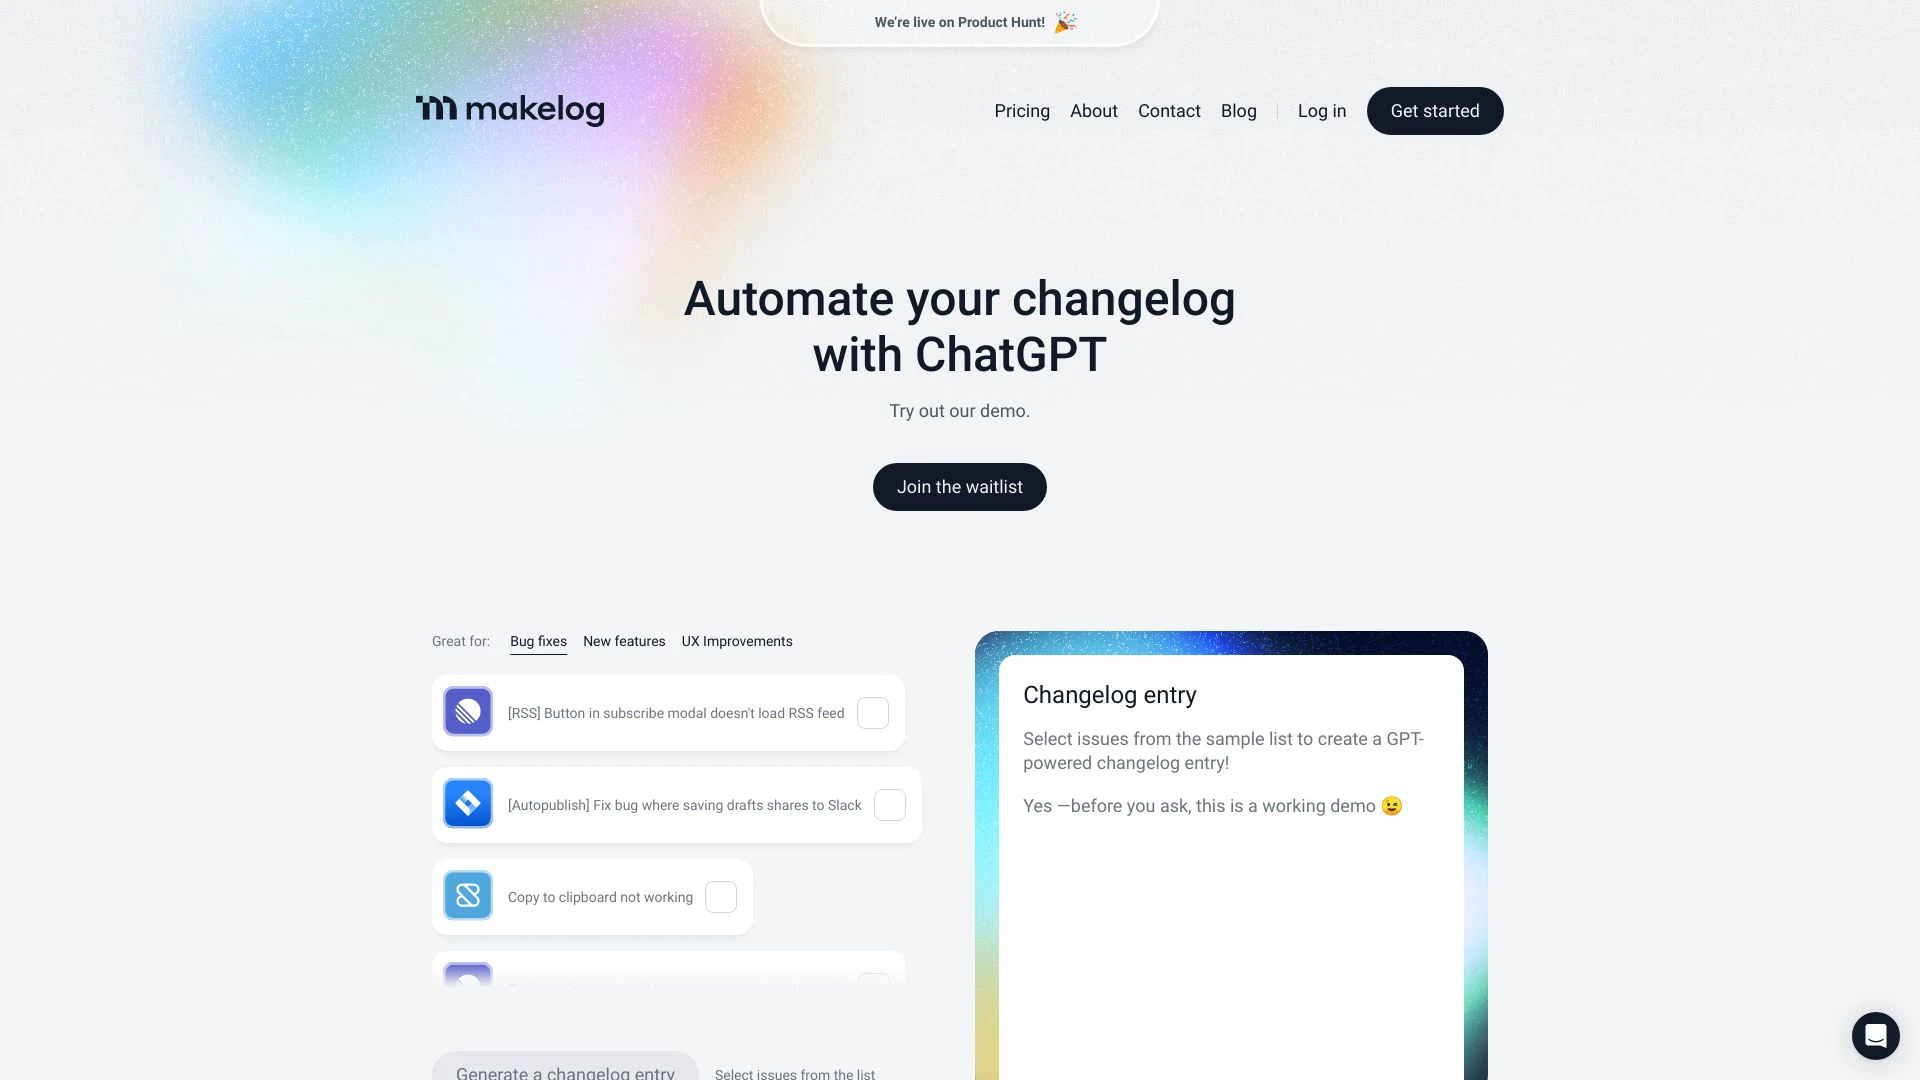 We're live on Product Hunt! 🎉
makelog
Pricing
About
Contact
Blog
Log in
Get started
Automate your changelog
with ChatGPT
Try out our demo.
Join the waitlist
Great for:
Bug fixes
New features
UX Improvements
[RSS] Button in subscribe modal doesn't load RSS feed
[Autopublish] Fix bug where saving drafts shares to Slack
Copy to clipboard not working
Generate a changelog entry
Select issues from the list
Changelog entry
Select issues from the sample list to create a GPT-
powered changelog entry!
Yes —before you ask, this is a working demo 😉